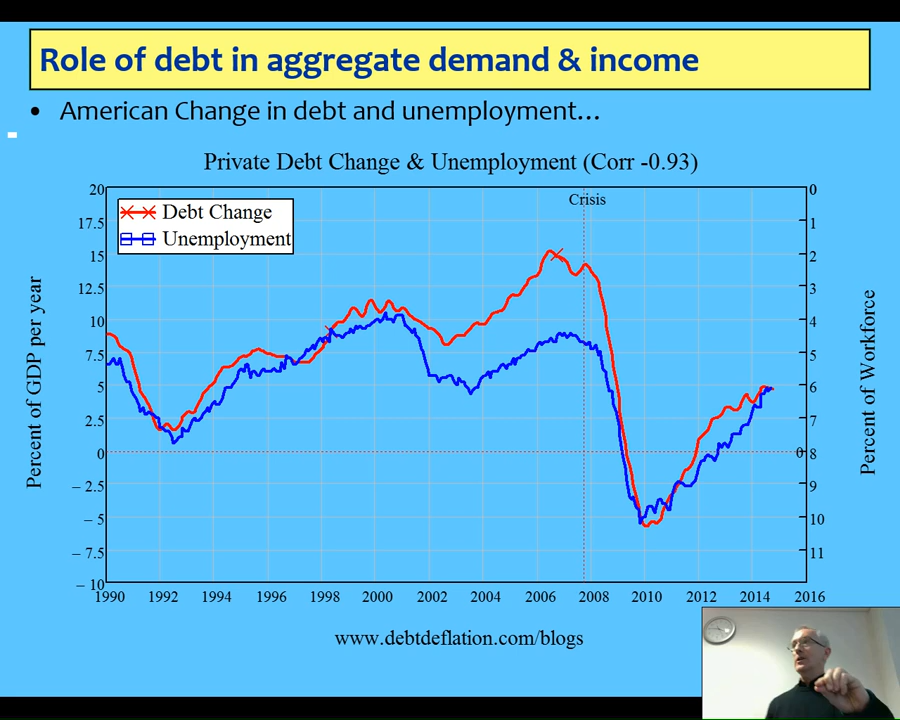 Role of debt in aggregate demand & income
• American Change in debt and unemployment...
Private Debt Change & Unemployment (Corr -0.93)
Crisis
Debt Change
Unemployment
Percent of GDP per year
20
17.5
15
12.5
10
7.5
5
2.5
0
– 2.5
– 5
– 7.5
– 10
0
1
2
3
4
5
6
7
0 8
9
10
11
Percent of Workforce
1990 1992 1994 1996 1998 2000 2002 2004 2006 2008 2010 2012 2014 2016
www.debtdeflation.com/blogs